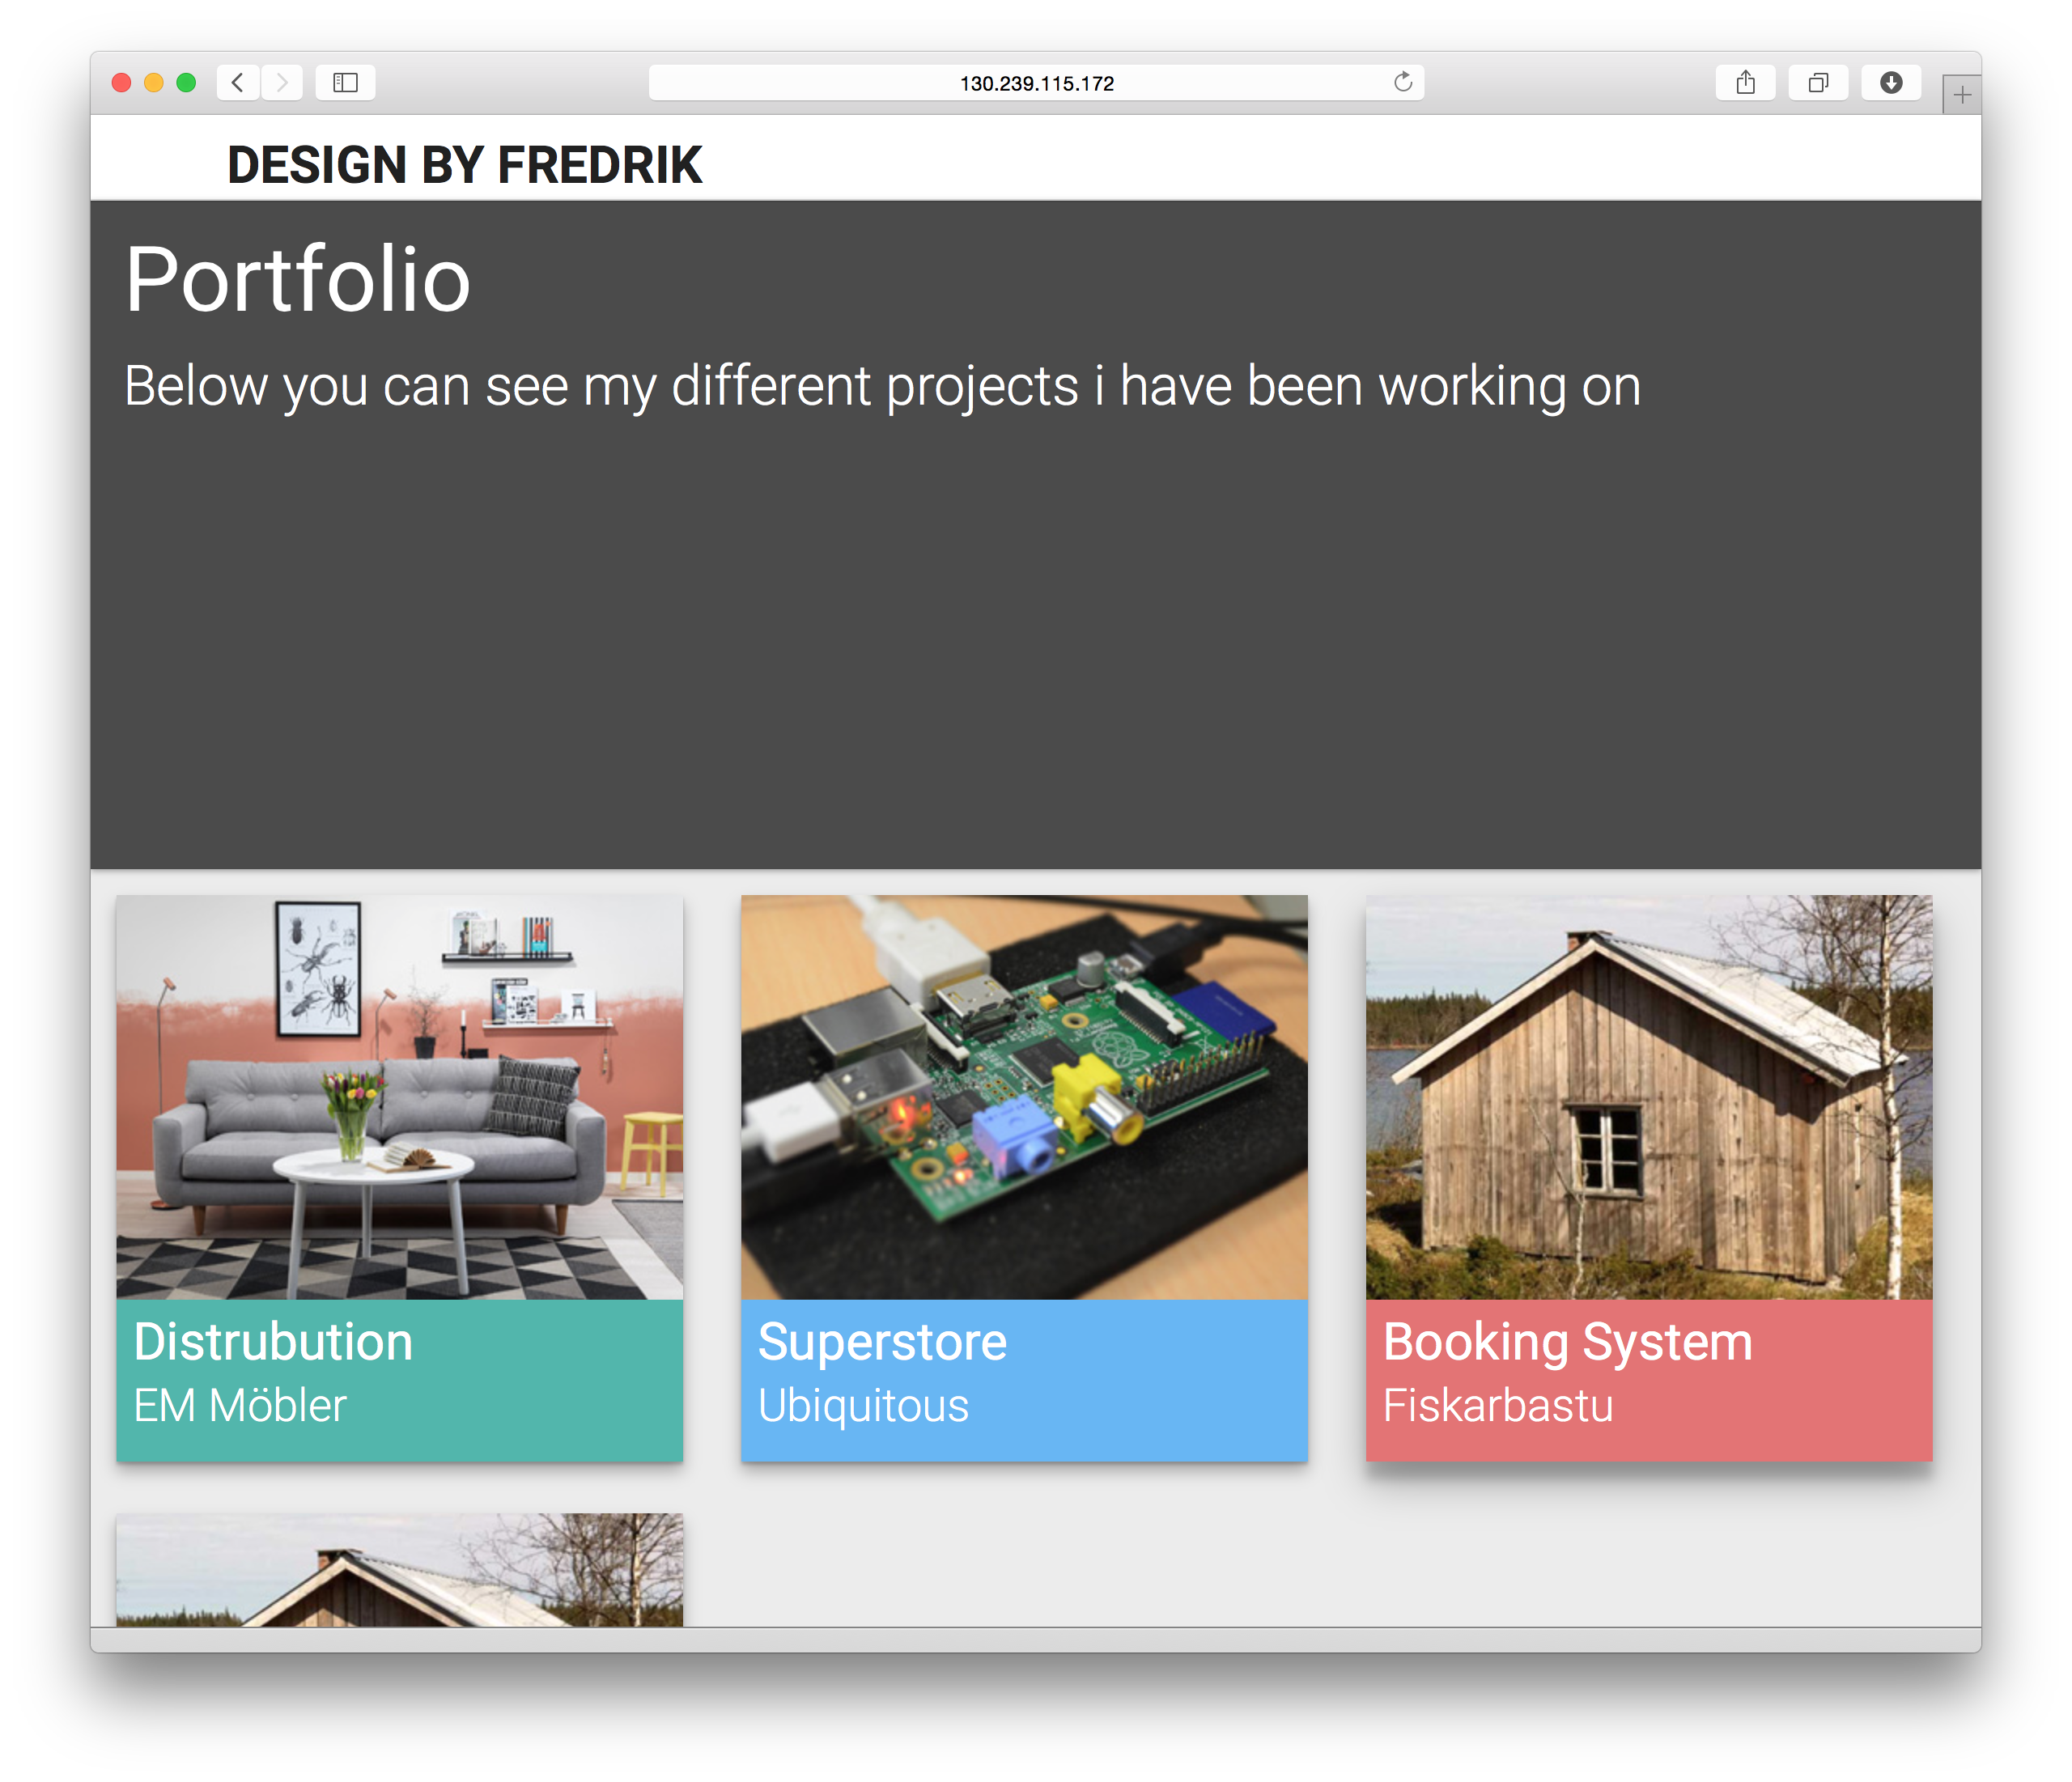 130.239.115.172
DESIGN BY FREDRIK
Portfolio
Below you can see my different projects i have been working on
Distrubution
EM Möbler
Superstore
Ubiquitous
Booking System
Fiskarbastu